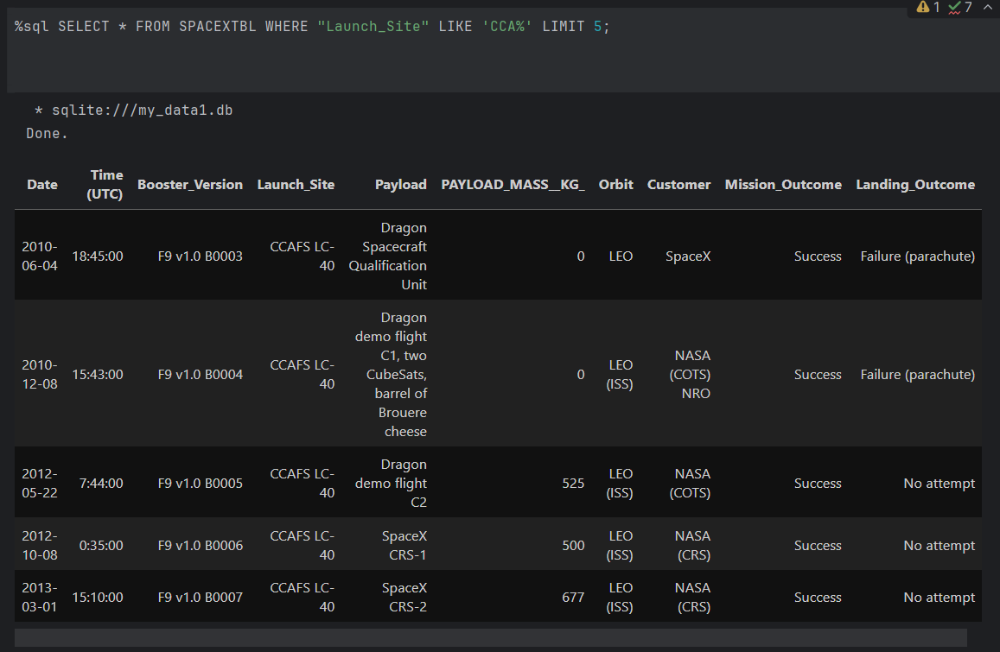 1 7
%sql SELECT * FROM SPACEXTBL WHERE "Launch_Site" LIKE 'CCA%' LIMIT 5;
* sqlite:///my_data1.db
Done.
Date Time (UTC) Booster_Version Launch_Site Payload PAYLOAD_MASS__KG_ Orbit Customer Mission_Outcome Landing_Outcome
2010-06-04 18:45:00 F9 v1.0 B0003 CCAFS LC-40 Dragon Spacecraft Qualification Unit 0 LEO SpaceX Success Failure (parachute)
2010-12-08 15:43:00 F9 v1.0 B0004 CCAFS LC-40 Dragon demo flight C1, two CubeSats, barrel of Brouere cheese 0 LEO (ISS) NASA (COTS) NRO Success Failure (parachute)
2012-05-22 7:44:00 F9 v1.0 B0005 CCAFS LC-40 Dragon demo flight C2 525 LEO (ISS) NASA (COTS) Success No attempt
2012-10-08 0:35:00 F9 v1.0 B0006 CCAFS LC-40 SpaceX CRS-1 500 LEO (ISS) NASA (CRS) Success No attempt
2013-03-01 15:10:00 F9 v1.0 B0007 CCAFS LC-40 SpaceX CRS-2 677 LEO (ISS) NASA (CRS) Success No attempt